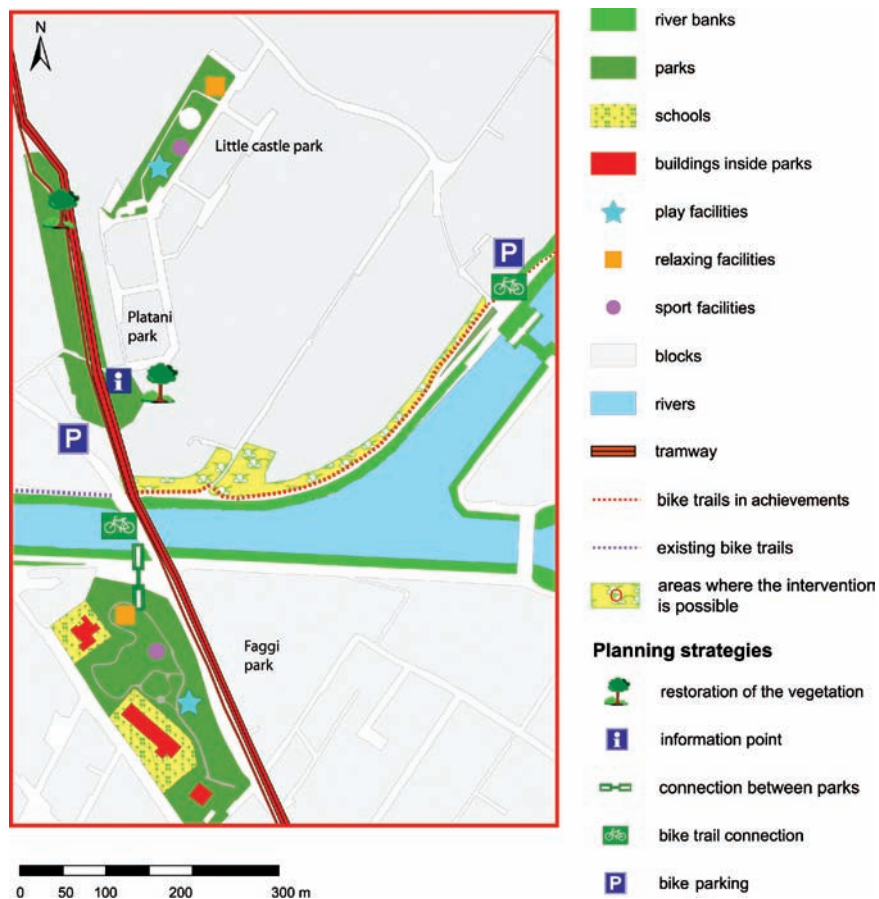 N
Little castle park
P
Platani
park
i
P
Faggi
park
0 50 100 200 300 m
river banks
parks
schools
buildings inside parks
play facilities
relaxing facilities
sport facilities
blocks
rivers
tramway
bike trails in achievements
existing bike trails
areas where the intervention
is possible
Planning strategies
restoration of the vegetation
i
information point
connection between parks
bike trail connection
P
bike parking